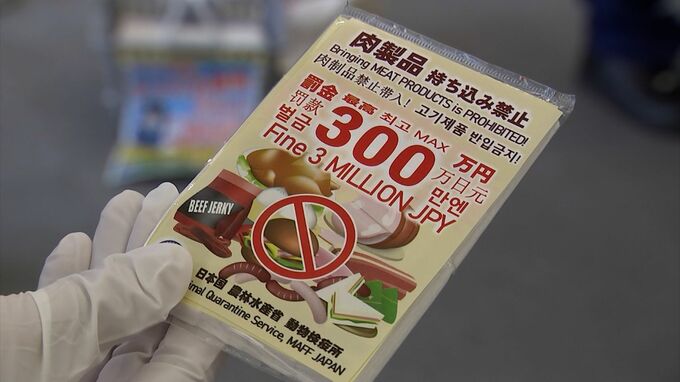 肉製品 持ち込み禁止
Bringing MEAT PRODUCTS is PROHIBITED!
肉制品禁止带入! 고기제품 반입금지!
罰金 最高 최고 MAX
罚款
벌금
300
万円
万日元
만엔
Fine 3 MILLION JPY
BEEF JERKY
日本国 農林水産省 動物検疫所
imal Quarantine Service, MAFF JAPAN